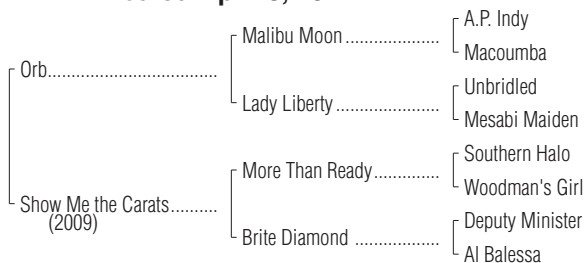 A.P. Indy
Malibu Moon ....................
Macoumba
Orb..................................
Unbridled
Lady Liberty ......................
Mesabi Maiden
Southern Halo
More Than Ready..............
Woodman's Girl
Show Me the Carats..........
(2009)
Deputy Minister
Brite Diamond ..................
Al Balessa